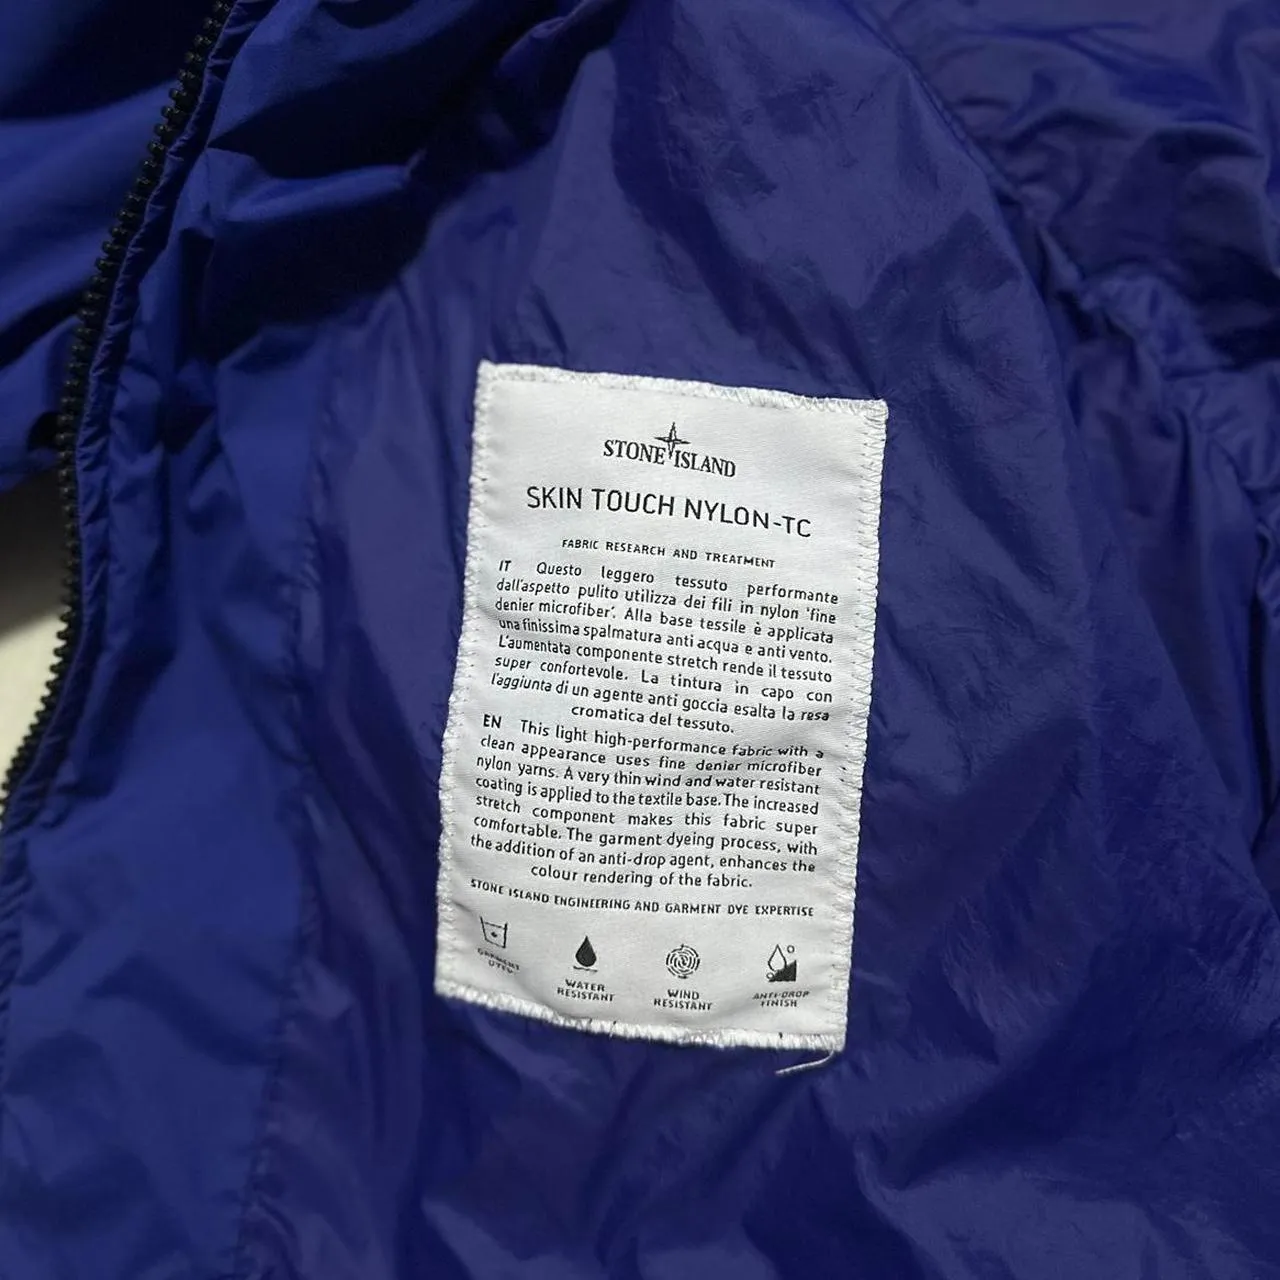 STONE ISLAND
SKIN TOUCH NYLON-TC
FABRIC RESEARCH AND TREATMENT
IT Questo leggero tessuto performante
dall'aspetto pulito utilizza dei fili in nylon 'fine
denier microfiber'. Alla base tessile è applicata
una finissima spalmatura anti acqua e anti vento.
L'aumentata componente stretch rende il tessuto
super confortevole. La tintura in capo con
l'aggiunta di un agente anti goccia esalta la resa
cromatica del tessuto.
EN This light high-performance fabric with a
clean appearance uses fine denier microfiber
nylon yarns. A very thin wind and water resistant
coating is applied to the textile base. The increased
stretch component makes this fabric super
comfortable. The garment dyeing process, with
the addition of an anti-drop agent, enhances the
colour rendering of the fabric.
STONE ISLAND ENGINEERING AND GARMENT DYE EXPERTISE
GARMENT
DYED
WATER
RESISTANT
WIND
RESISTANT
ANTI-DROP
FINISH